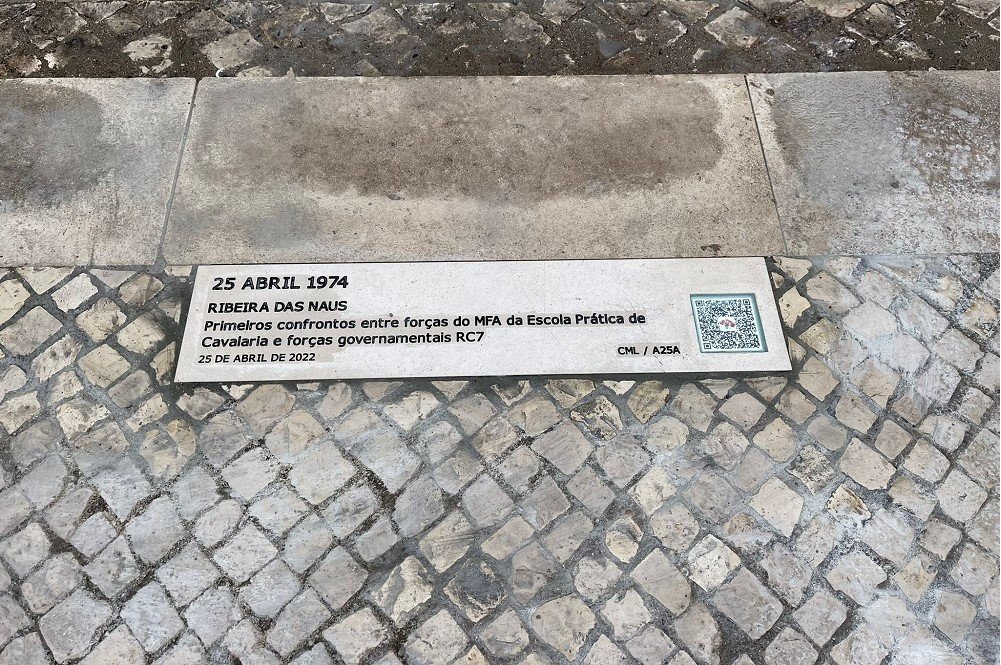 25 ABRIL 1974
RIBEIRA DAS NAUS
Primeiros confrontos entre forças do MFA da Escola Prática de
Cavalaria e forças governamentais RC7
25 DE ABRIL DE 2022
CML / A25A